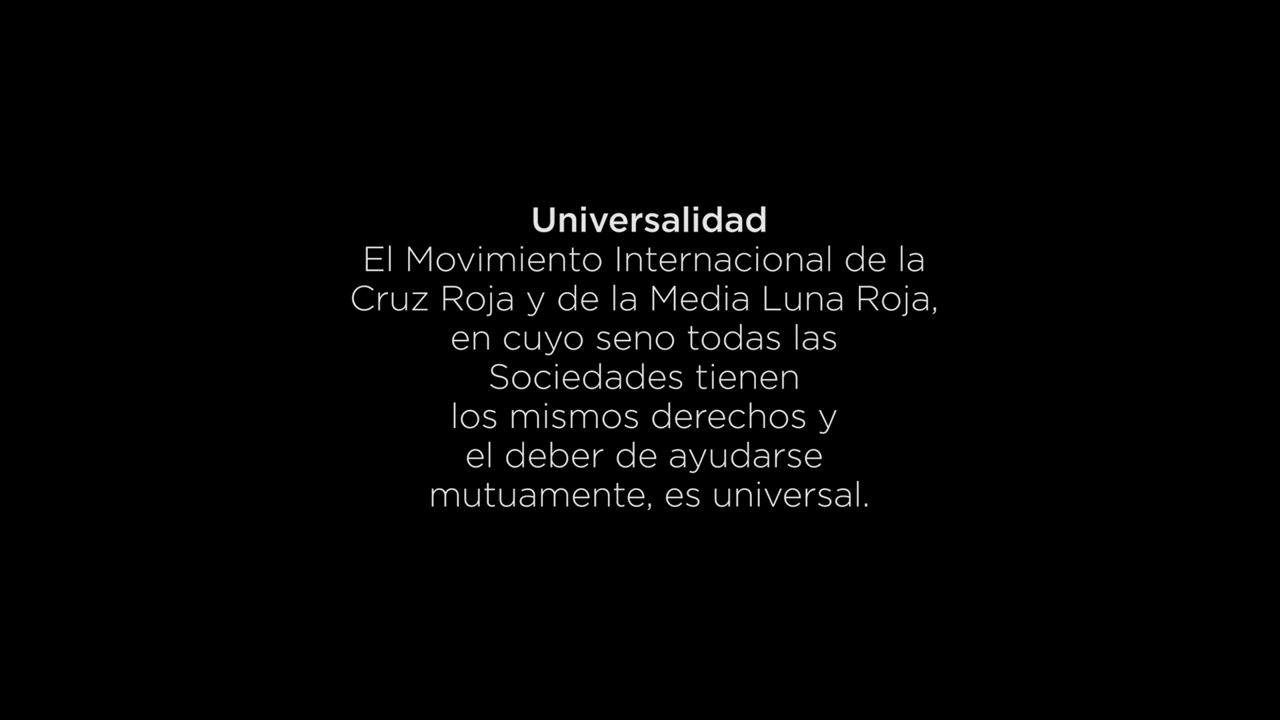 Universalidad
El Movimiento Internacional de la
Cruz Roja y de la Media Luna Roja,
en cuyo seno todas las
Sociedades tienen
los mismos derechos y
el deber de ayudarse
mutuamente, es universal.